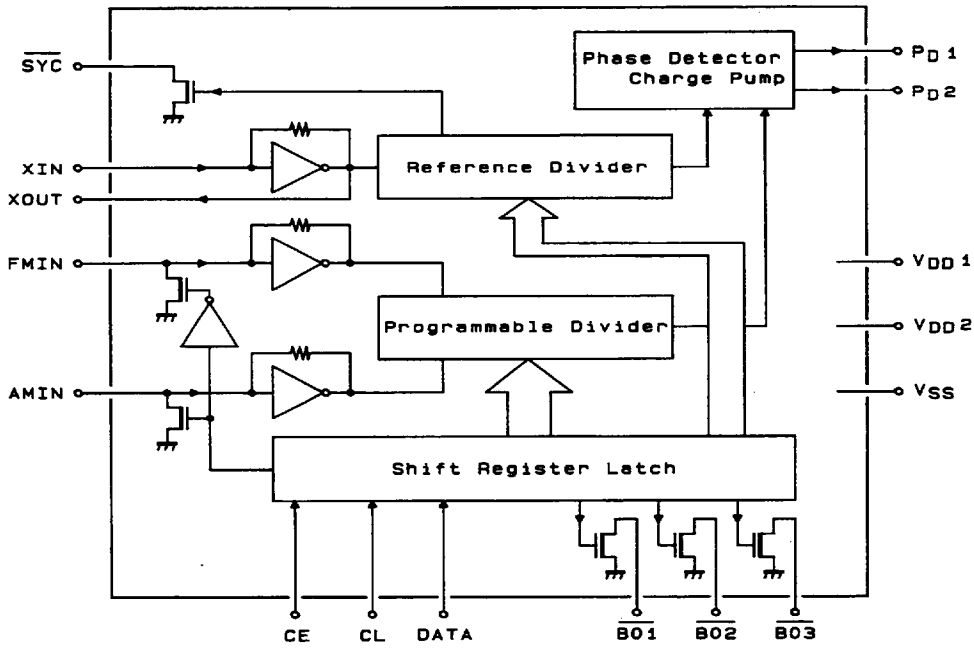 SYC
Phase Detector
Charge Pump
PD1
PD2
XIN
Reference Divider
XOUT
FMIN
VDD1
Programmable Divider
VDD2
AMIN
VSS
Shift Register Latch
CE
CL
DATA
BO1
BO2
BO3